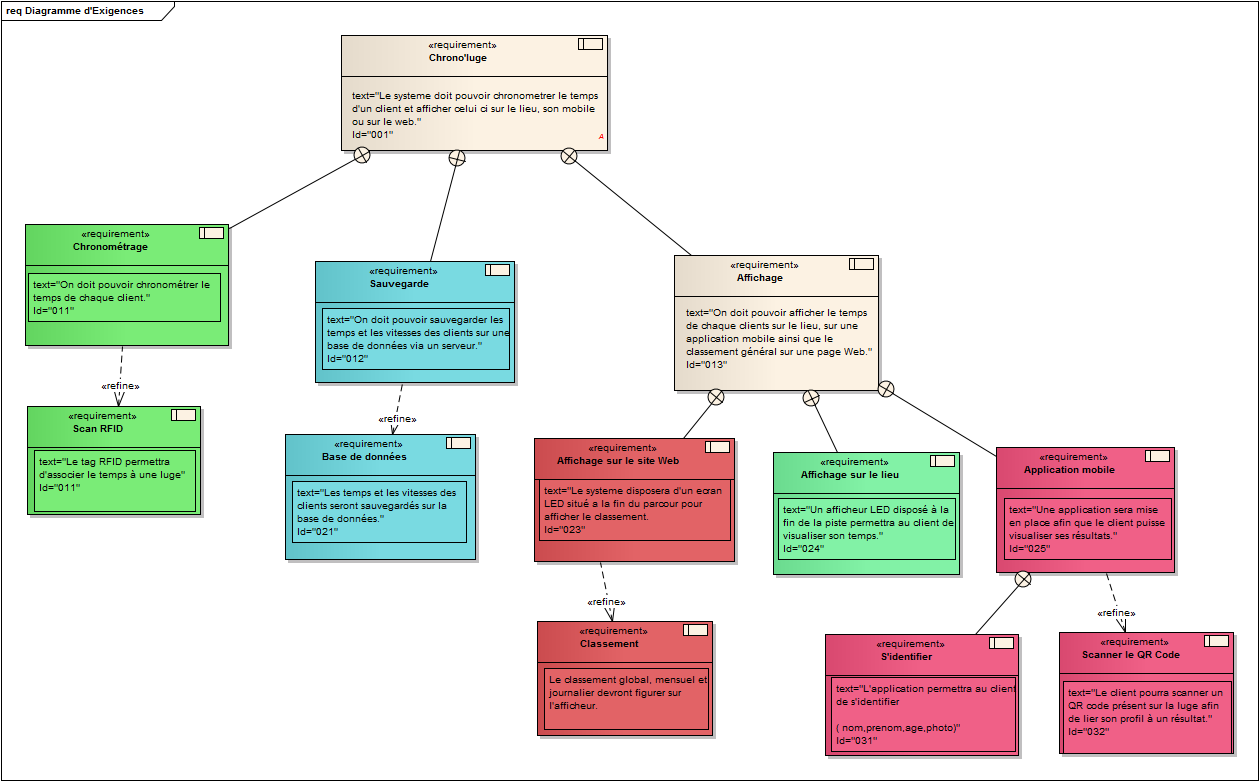 req Diagramme d'Exigences
«requirement»
Chrono'luge
text="Le systeme doit pouvoir chronometrer le temps
d'un client et afficher celui ci sur le lieu, son mobile
ou sur le web."
Id="001"
A
«requirement»
Chronométrage
text="On doit pouvoir chronométrer le
temps de chaque client."
Id="011"
«requirement»
Sauvegarde
text="On doit pouvoir sauvegarder les
temps et les vitesses des clients sur une
base de données via un serveur."
Id="012"
«requirement»
Affichage
text="On doit pouvoir afficher le temps
de chaque clients sur le lieu, sur une
application mobile ainsi que le
classement général sur une page Web."
Id="013"
«refine»
«refine»
«requirement»
Scan RFID
text="Le tag RFID permettra
d'associer le temps à une luge"
Id="011"
«requirement»
Base de données
text="Les temps et les vitesses des
clients seront sauvegardés sur la
base de données."
Id="021"
«requirement»
Affichage sur le site Web
text="Le systeme disposera d'un ecran
LED situé a la fin du parcour pour
afficher le classement.
Id="023"
«requirement»
Affichage sur le lieu
text="Un afficheur LED disposé à la
fin de la piste permettra au client de
visualiser son temps."
Id="024"
«requirement»
Application mobile
text="Une application sera mise
en place afin que le client puisse
visualiser ses résultats."
Id="025"
«refine»
«refine»
«requirement»
Classement
Le classement global, mensuel et
journalier devront figurer sur
l'afficheur.
«requirement»
S'identifier
text="L'application permettra au client
de s'identifier
( nom,prenom,age,photo)"
Id="031"
«requirement»
Scanner le QR Code
text="Le client pourra scanner un
QR code présent sur la luge afin
de lier son profil à un résultat."
Id="032"